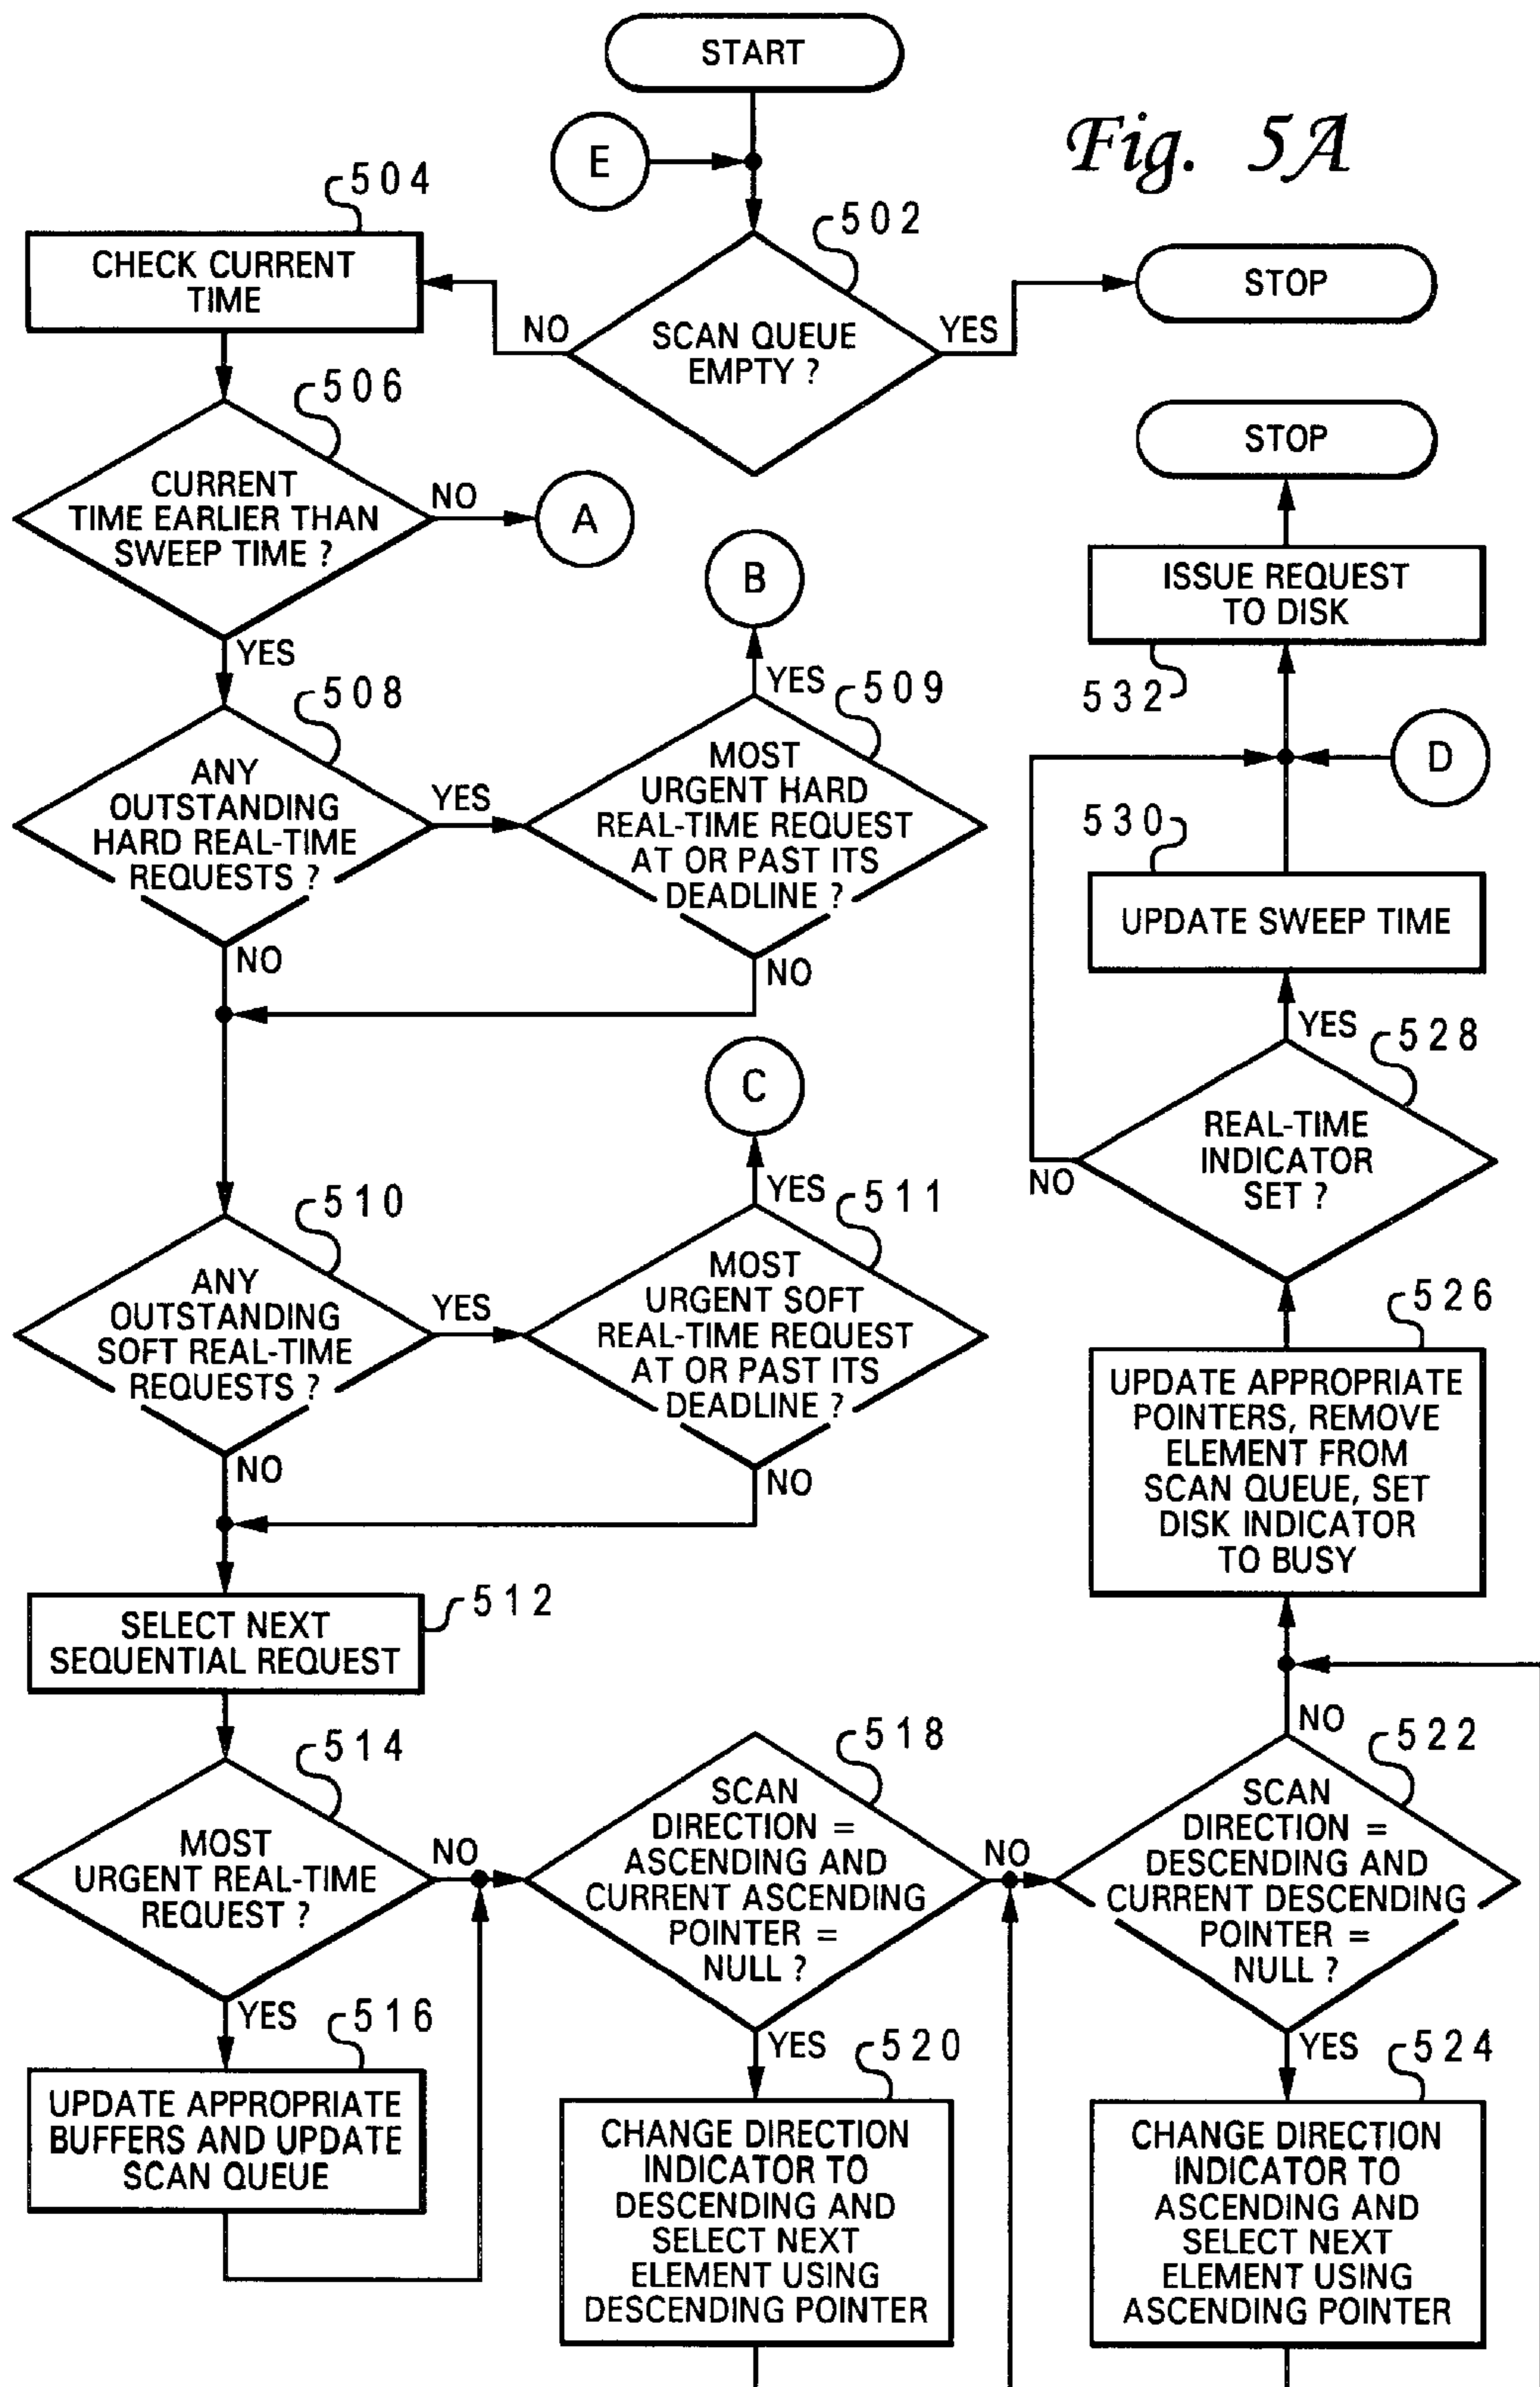 START
Fig. 5A
E
504
502
CHECK CURRENT
TIME
STOP
NO
SCAN QUEUE
EMPTY ?
YES
506
STOP
CURRENT
TIME EARLIER THAN
SWEEP TIME ?
NO
A
B
ISSUE REQUEST
TO DISK
YES
532
508
YES
509
ANY
OUTSTANDING
HARD REAL-TIME
REQUESTS ?
YES
MOST
URGENT HARD
REAL-TIME REQUEST
AT OR PAST ITS
DEADLINE ?
D
530
UPDATE SWEEP TIME
NO
NO
YES
528
C
REAL-TIME
INDICATOR
SET ?
NO
510
YES
511
ANY
OUTSTANDING
SOFT REAL-TIME
REQUESTS ?
YES
MOST
URGENT SOFT
REAL-TIME REQUEST
AT OR PAST ITS
DEADLINE ?
526
UPDATE APPROPRIATE
POINTERS, REMOVE
ELEMENT FROM
SCAN QUEUE, SET
DISK INDICATOR
TO BUSY
NO
NO
512
SELECT NEXT
SEQUENTIAL REQUEST
514
518
NO
522
MOST
URGENT REAL-TIME
REQUEST ?
NO
SCAN
DIRECTION =
ASCENDING AND
CURRENT ASCENDING
POINTER =
NULL ?
NO
SCAN
DIRECTION =
DESCENDING AND
CURRENT DESCENDING
POINTER =
NULL ?
YES
516
YES
520
YES
524
UPDATE APPROPRIATE
BUFFERS AND UPDATE
SCAN QUEUE
CHANGE DIRECTION
INDICATOR TO
DESCENDING AND
SELECT NEXT
ELEMENT USING
DESCENDING POINTER
CHANGE DIRECTION
INDICATOR TO
ASCENDING AND
SELECT NEXT
ELEMENT USING
ASCENDING POINTER